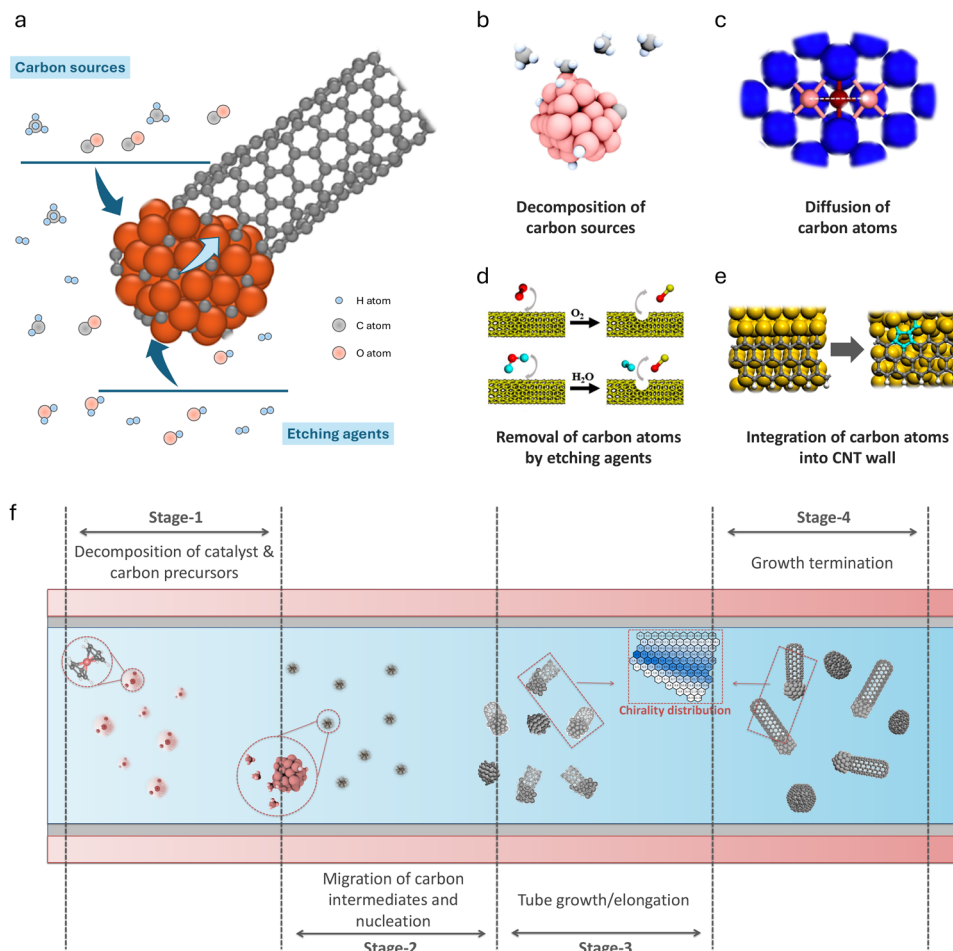 a
Carbon sources
H atom
C atom
O atom
Etching agents
b
Decomposition of
carbon sources
c
Diffusion of
carbon atoms
d
O₂
H₂O
Removal of carbon atoms
by etching agents
e
Integration of carbon atoms
into CNT wall
f
Stage-1
Decomposition of catalyst &
carbon precursors
Stage-4
Growth termination
Chirality distribution
Migration of carbon
intermediates and
nucleation
Stage-2
Tube growth/elongation
Stage-3